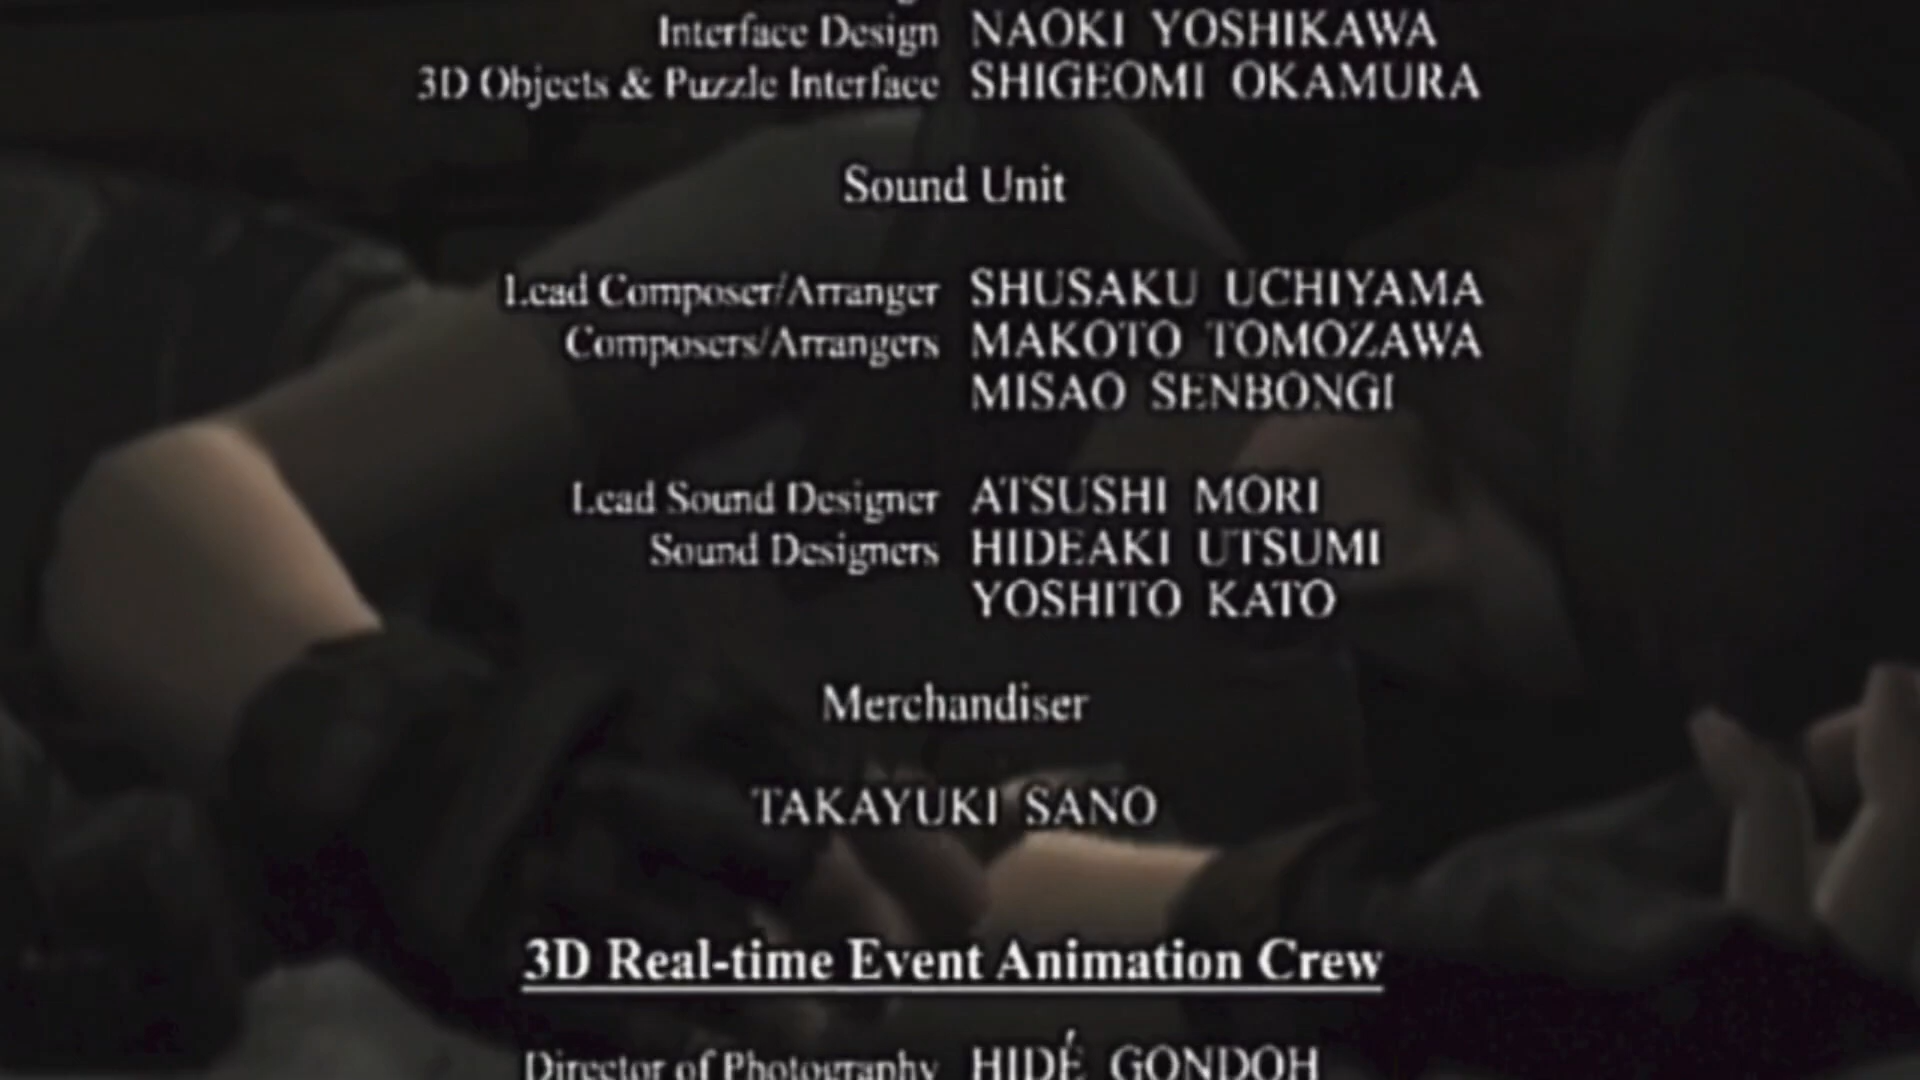 Interface Design NAOKI YOSHIKAWA
3D Objects & Puzzle Interface SHIGEOMI OKAMURA
Sound Unit
Lead Composer/Arranger SHUSAKU UCHIYAMA
Composers/Arrangers MAKOTO TOMOZAWA
MISAO SENBONGI
Lead Sound Designer ATSUSHI MORI
Sound Designers HIDEAKI UTSUMI
YOSHITO KATO
Merchandiser
TAKAYUKI SANO
3D Real-time Event Animation Crew
Director of Photography HIDÉ GONDOH